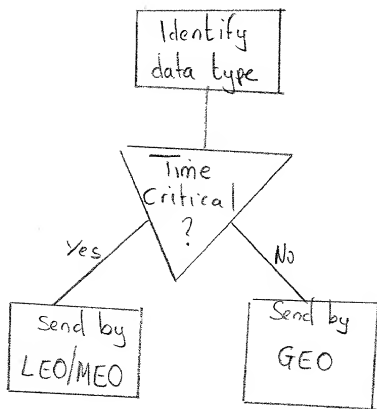 Identify
data type
Time
Critical
?
Yes
No
Send by
LEO/MEO
Send by
GEO